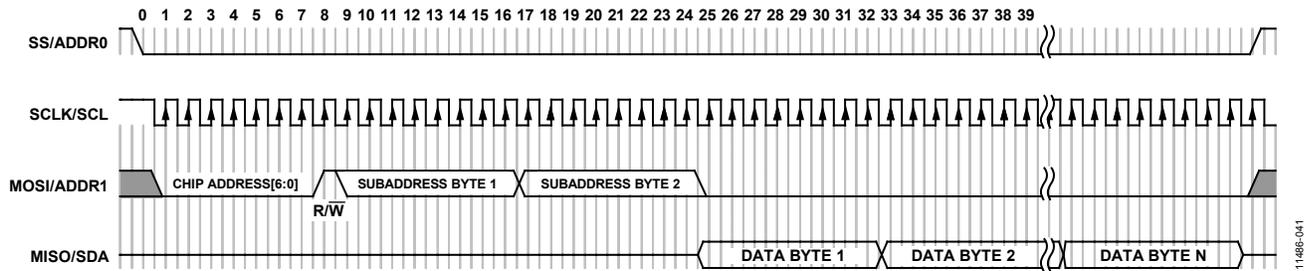 0 1 2 3 4 5 6 7 8 9 10 11 12 13 14 15 16 17 18 19 20 21 22 23 24 25 26 27 28 29 30 31 32 33 34 35 36 37 38 39
SS/ADDR0
SCLK/SCL
MOSI/ADDR1 CHIP ADDRESS[6:0] SUBADDRESS BYTE 1 SUBADDRESS BYTE 2
R/W̅
MISO/SDA DATA BYTE 1 DATA BYTE 2 DATA BYTE N
11486-041